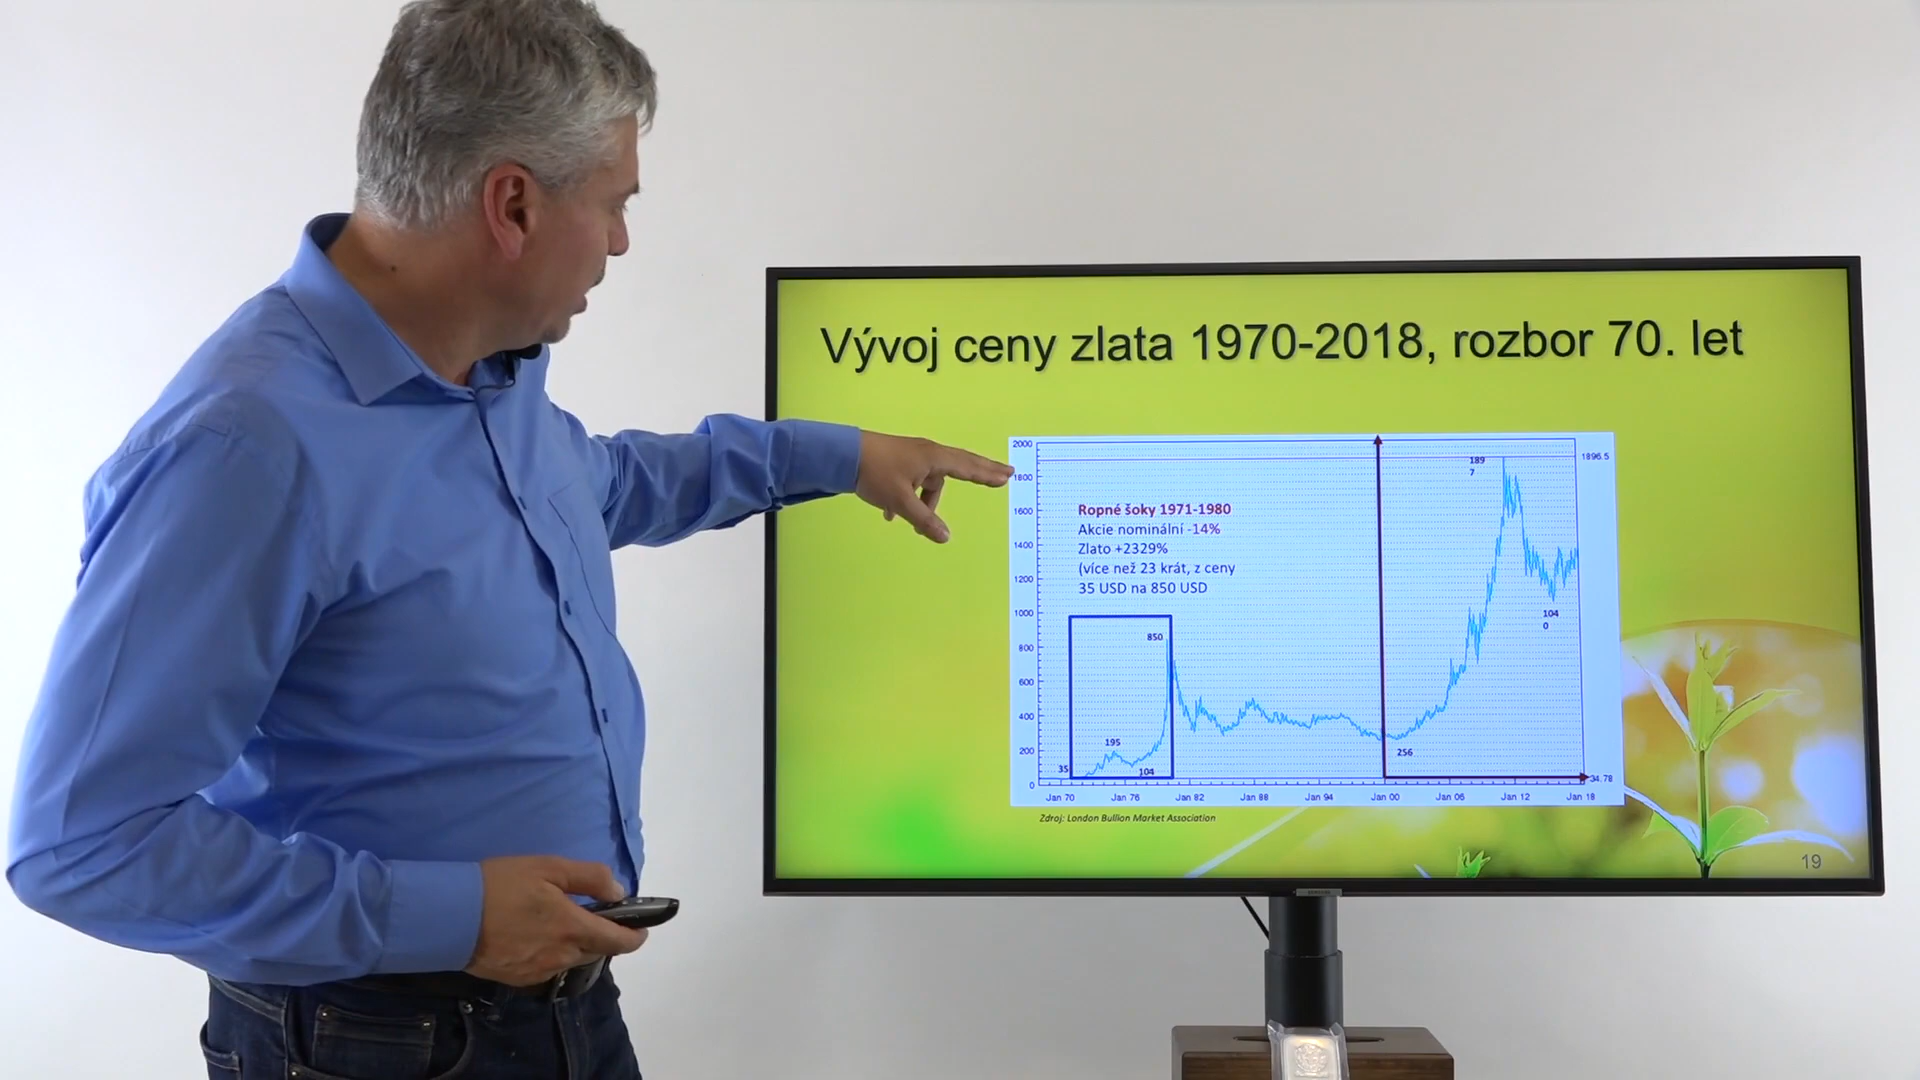 Vývoj ceny zlata 1970-2018, rozbor 70. let
2000
1800
1600
1400
1200
1000
800
600
400
200
0
Ropné šoky 1971-1980
Akcie nominální -14%
Zlato +2329%
(více než 23 krát, z ceny
35 USD na 850 USD
189
7
1896.5
104
0
850
195
35
104
256
34.78
Jan 70 Jan 76 Jan 82 Jan 88 Jan 94 Jan 00 Jan 06 Jan 12 Jan 18
Zdroj: London Bullion Market Association
19
SAMSUNG